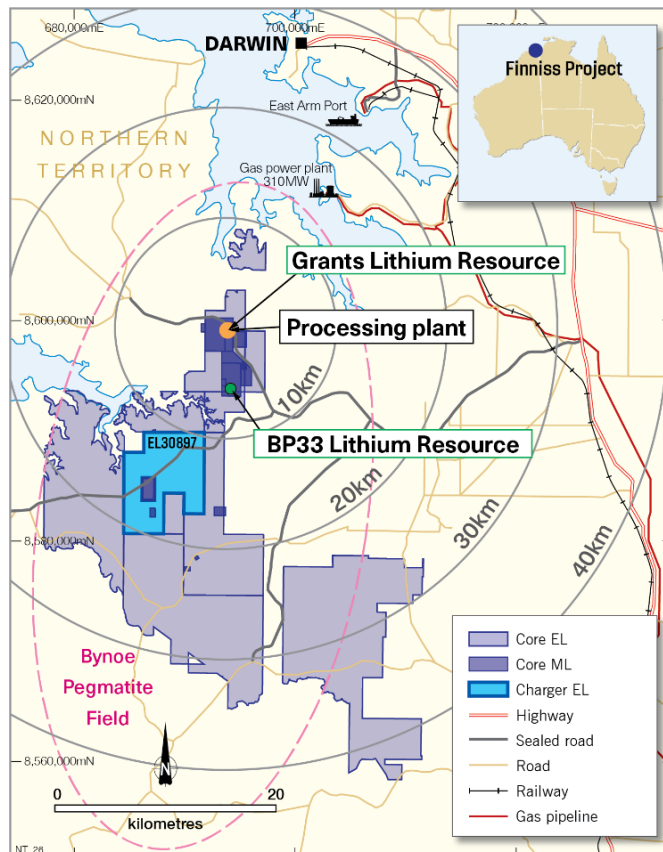 680,000mE
700,000mE
DARWIN
Finniss Project
8,620,000mN
East Arm Port
NORTHERN
TERRITORY
Gas power plant
310MW
Grants Lithium Resource
8,600,000mN
Processing plant
10km
EL30897
BP33 Lithium Resource
20km
30km
40km
8,580,000mN
Bynoe
Pegmatite
Field
Core EL
Core ML
Charger EL
Highway
Sealed road
Road
Railway
Gas pipeline
N
8,560,000mN
0 20
kilometres